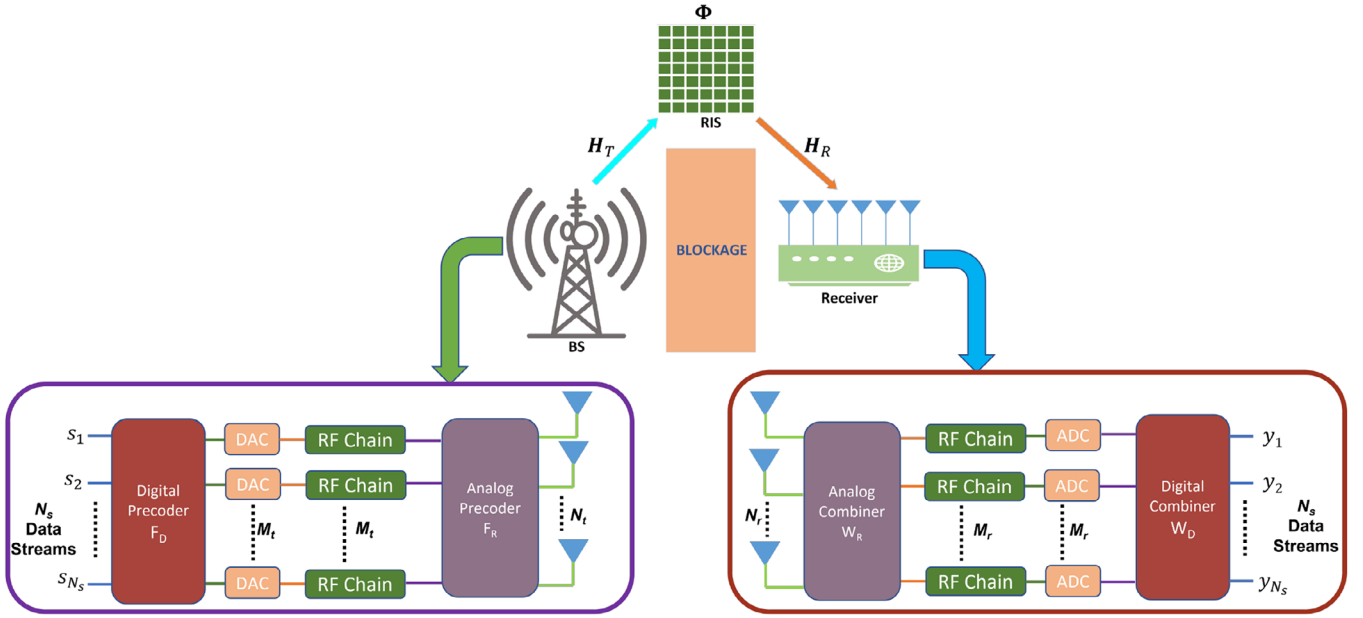 Φ
RIS
H_T
H_R
BLOCKAGE
BS
Receiver
s_1
s_2
N_s
Data
Streams
s_{N_s}
Digital
Precoder
F_D
DAC
DAC
M_t
DAC
RF Chain
RF Chain
M_t
RF Chain
Analog
Precoder
F_R
N_t
N_r
Analog
Combiner
W_R
RF Chain
RF Chain
M_r
RF Chain
ADC
ADC
M_r
ADC
Digital
Combiner
W_D
y_1
y_2
N_s
Data
Streams
y_{N_s}